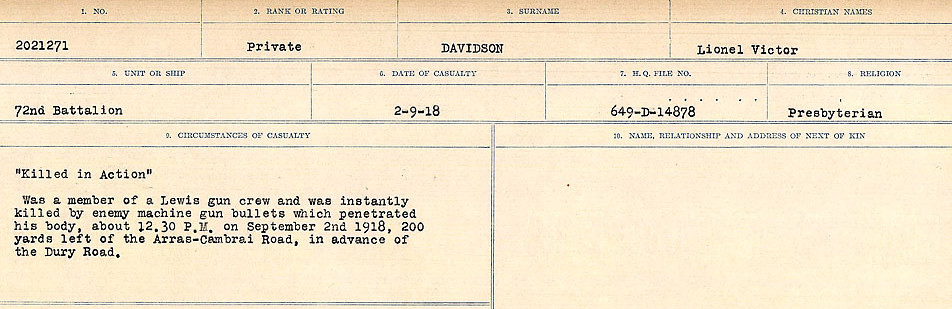 1. NO. 2. RANK OR RATING 3. SURNAME 4. CHRISTIAN NAMES
2021271 Private DAVIDSON Lionel Victor
5. UNIT OR SHIP 6. DATE OF CASUALTY 7. H.Q. FILE NO. 8. RELIGION
72nd Battalion 2-9-18 649-D-14878 Presbyterian
9. CIRCUMSTANCES OF CASUALTY 10. NAME, RELATIONSHIP AND ADDRESS OF NEXT OF KIN
"Killed in Action"
Was a member of a Lewis gun crew and was instantly
killed by enemy machine gun bullets which penetrated
his body, about 12.30 P.M. on September 2nd 1918, 200
yards left of the Arras-Cambrai Road, in advance of
the Dury Road.